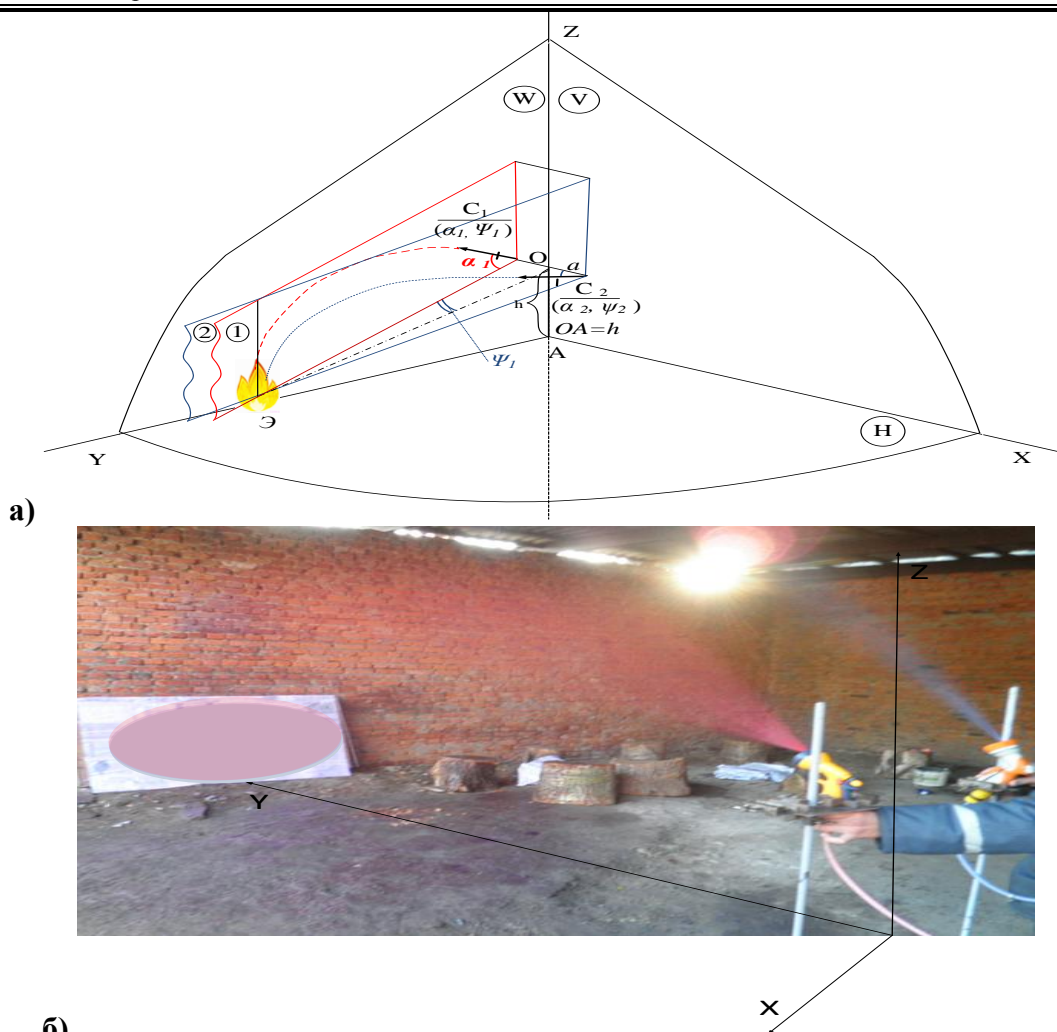 Z
W V
C₁
(α₁, Ψ₁)
α₁ O a
h
C₂
(α₂, ψ₂)
OA=h
2 1
Ψ₁
A
Э
H
Y X
а)
Z
Y
X
б)